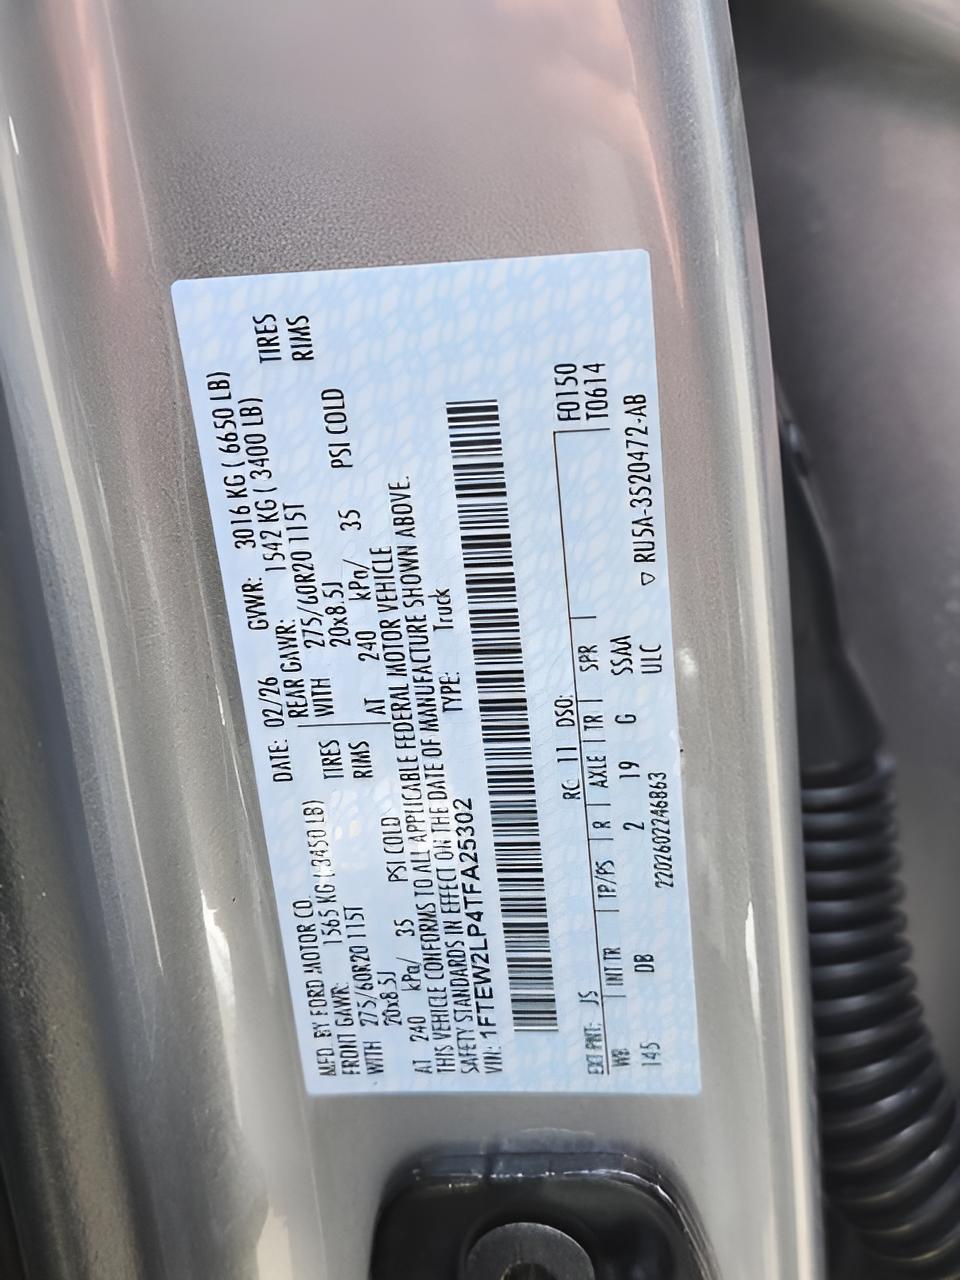 MFD. BY FORD MOTOR CO. DATE: 02/26 GVWR: 3016 KG ( 6650 LB)
FRONT GAWR: 1565 KG ( 3450 LB) REAR GAWR: 1542 KG ( 3400 LB)
WITH 275/60R20 115T TIRES WITH 275/60R20 115T TIRES
20x8.5J RIMS 20x8.5J RIMS
AT 240 kPa/ 35 PSI COLD AT 240 kPa/ 35 PSI COLD
THIS VEHICLE CONFORMS TO ALL APPLICABLE FEDERAL MOTOR VEHICLE
SAFETY STANDARDS IN EFFECT ON THE DATE OF MANUFACTURE SHOWN ABOVE.
VIN: 1FTEW2LP4TFA25302 TYPE: Truck
EXT PNT: JS RC: 11 DSO: F0150
WB INT TR TP/PS R AXLE TR SPR T0614
145 DB 2 19 G SSAA
2202602246863 ULC ▽ RU5A-3520472-AB